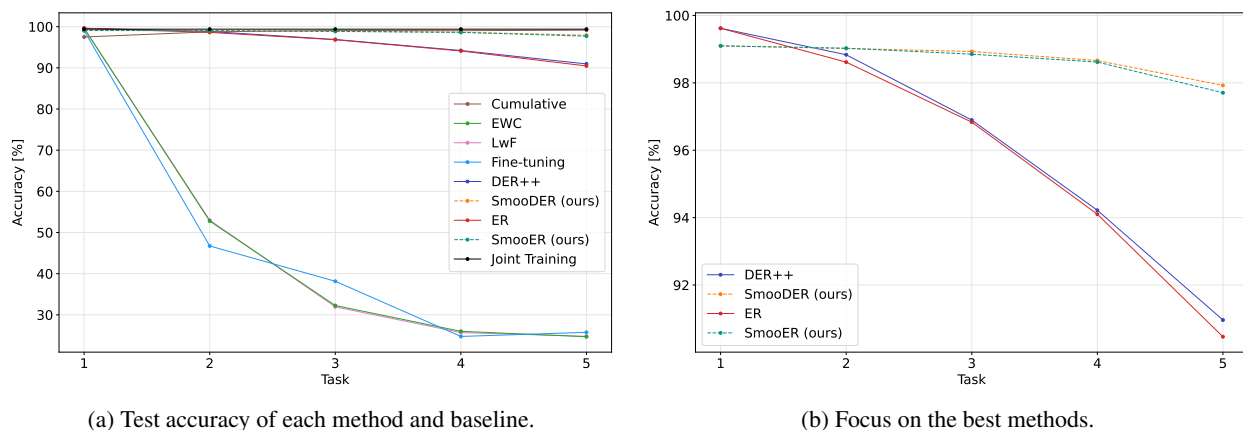 100
90
80
70
60
50
40
30
Accuracy [%]
1
2
3
4
5
Task
Cumulative
EWC
LwF
Fine-tuning
DER++
SmooDER (ours)
ER
SmooER (ours)
Joint Training
(a) Test accuracy of each method and baseline.
100
98
96
94
92
Accuracy [%]
1
2
3
4
5
Task
DER++
SmooDER (ours)
ER
SmooER (ours)
(b) Focus on the best methods.